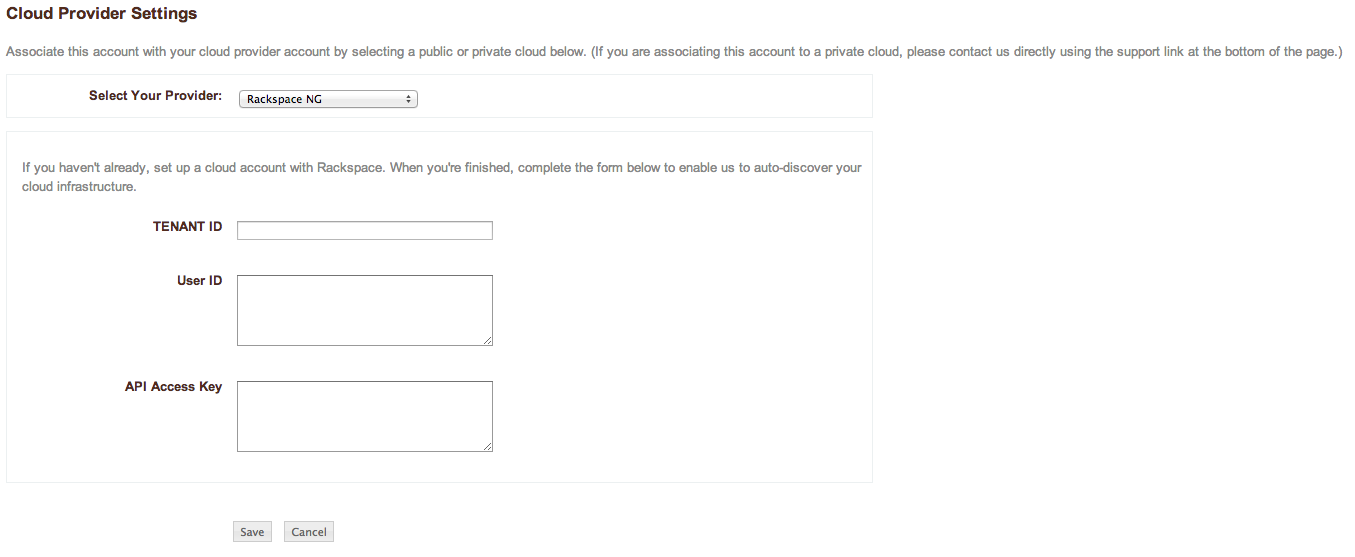 Cloud Provider Settings
Associate this account with your cloud provider account by selecting a public or private cloud below. (If you are associating this account to a private cloud, please contact us directly using the support link at the bottom of the page.)
Select Your Provider: Rackspace NG
If you haven't already, set up a cloud account with Rackspace. When you're finished, complete the form below to enable us to auto-discover your
cloud infrastructure.
TENANT ID
User ID
API Access Key
Save Cancel